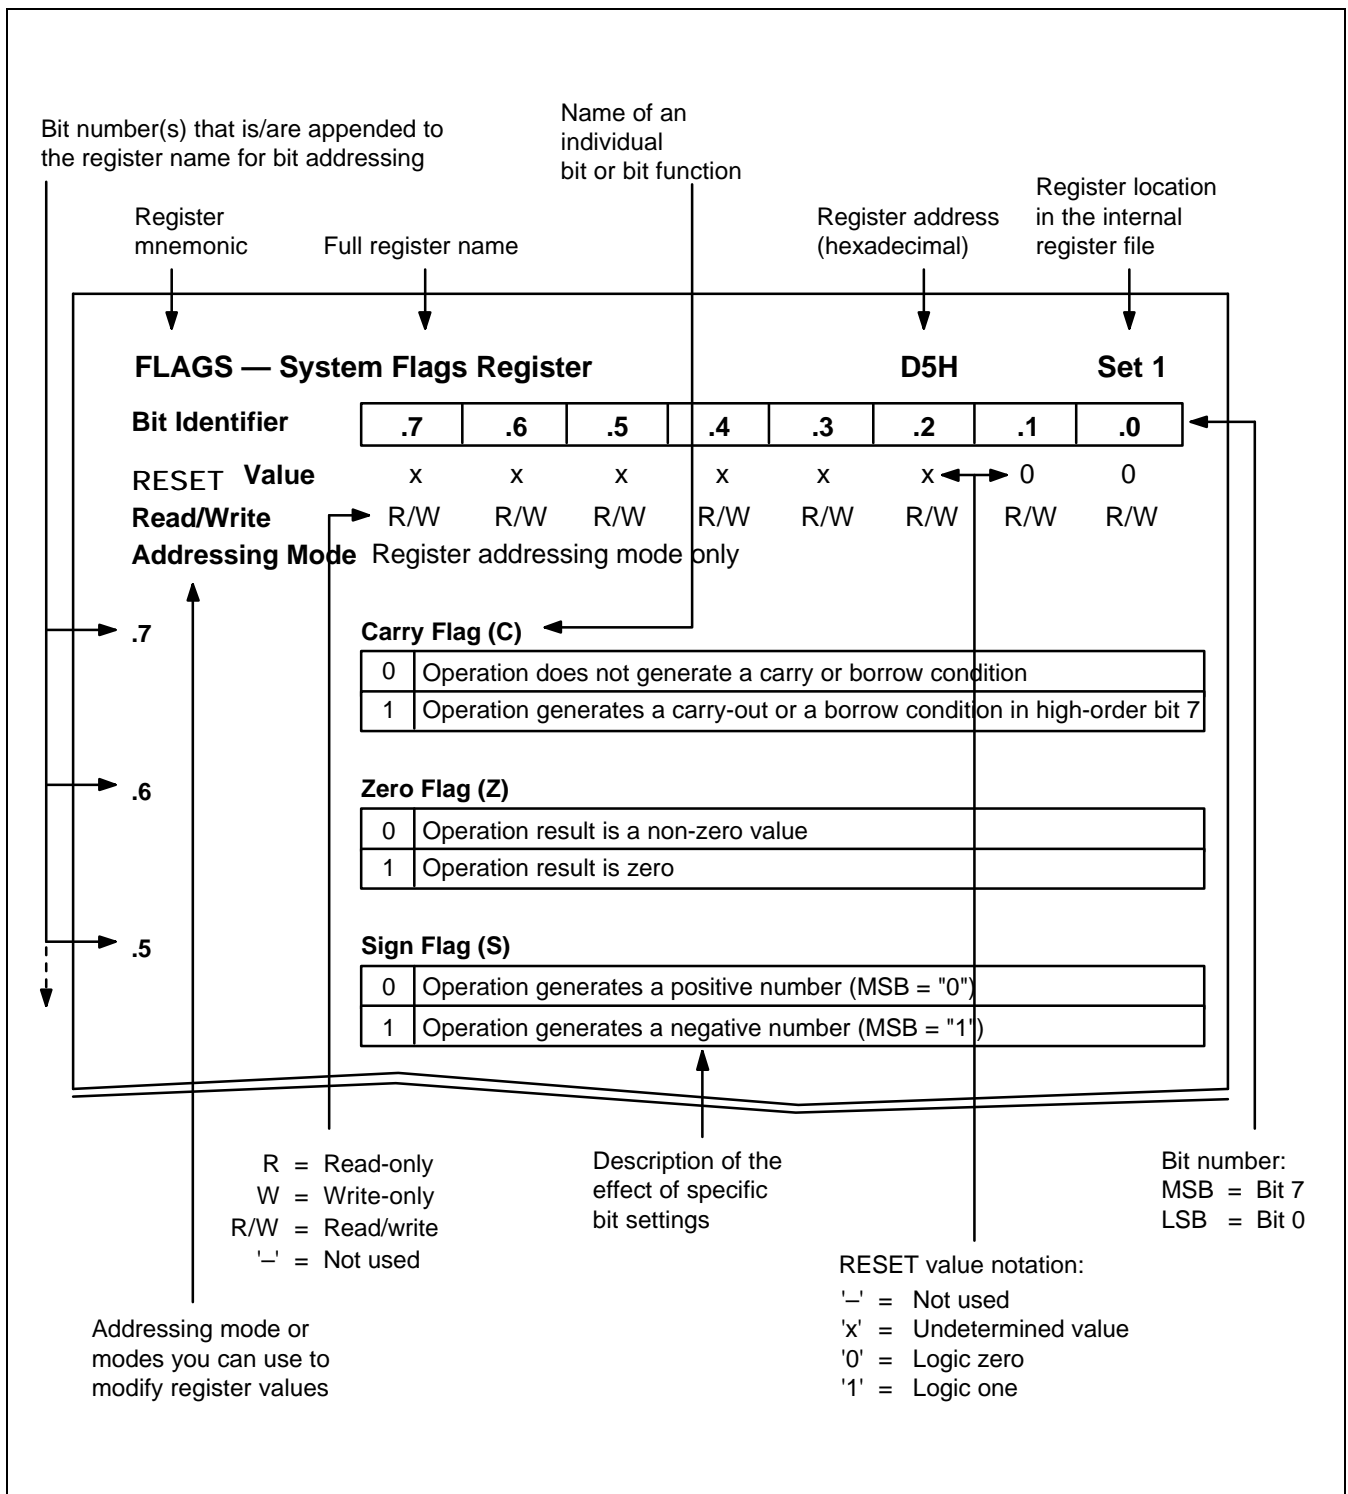 Bit number(s) that is/are appended to
the register name for bit addressing
Name of an
individual
bit or bit function
Register
mnemonic
Full register name
Register address
(hexadecimal)
Register location
in the internal
register file
FLAGS — System Flags Register D5H Set 1
Bit Identifier .7 .6 .5 .4 .3 .2 .1 .0
RESET Value x x x x x x 0 0
Read/Write R/W R/W R/W R/W R/W R/W R/W R/W
Addressing Mode Register addressing mode only
.7 Carry Flag (C)
0 Operation does not generate a carry or borrow condition
1 Operation generates a carry-out or a borrow condition in high-order bit 7
.6 Zero Flag (Z)
0 Operation result is a non-zero value
1 Operation result is zero
.5 Sign Flag (S)
0 Operation generates a positive number (MSB = "0")
1 Operation generates a negative number (MSB = "1")
R = Read-only
W = Write-only
R/W = Read/write
'–' = Not used
Description of the
effect of specific
bit settings
Bit number:
MSB = Bit 7
LSB = Bit 0
RESET value notation:
'–' = Not used
'x' = Undetermined value
'0' = Logic zero
'1' = Logic one
Addressing mode or
modes you can use to
modify register values